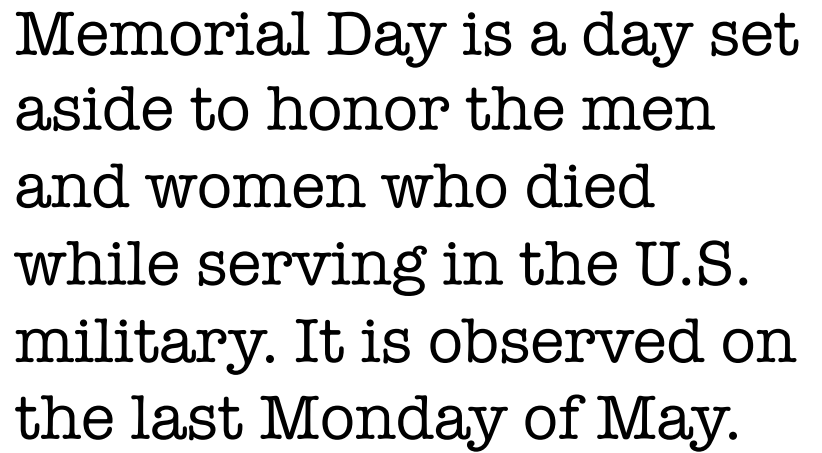 Memorial Day is a day set
aside to honor the men
and women who died
while serving in the U.S.
military. It is observed on
the last Monday of May.